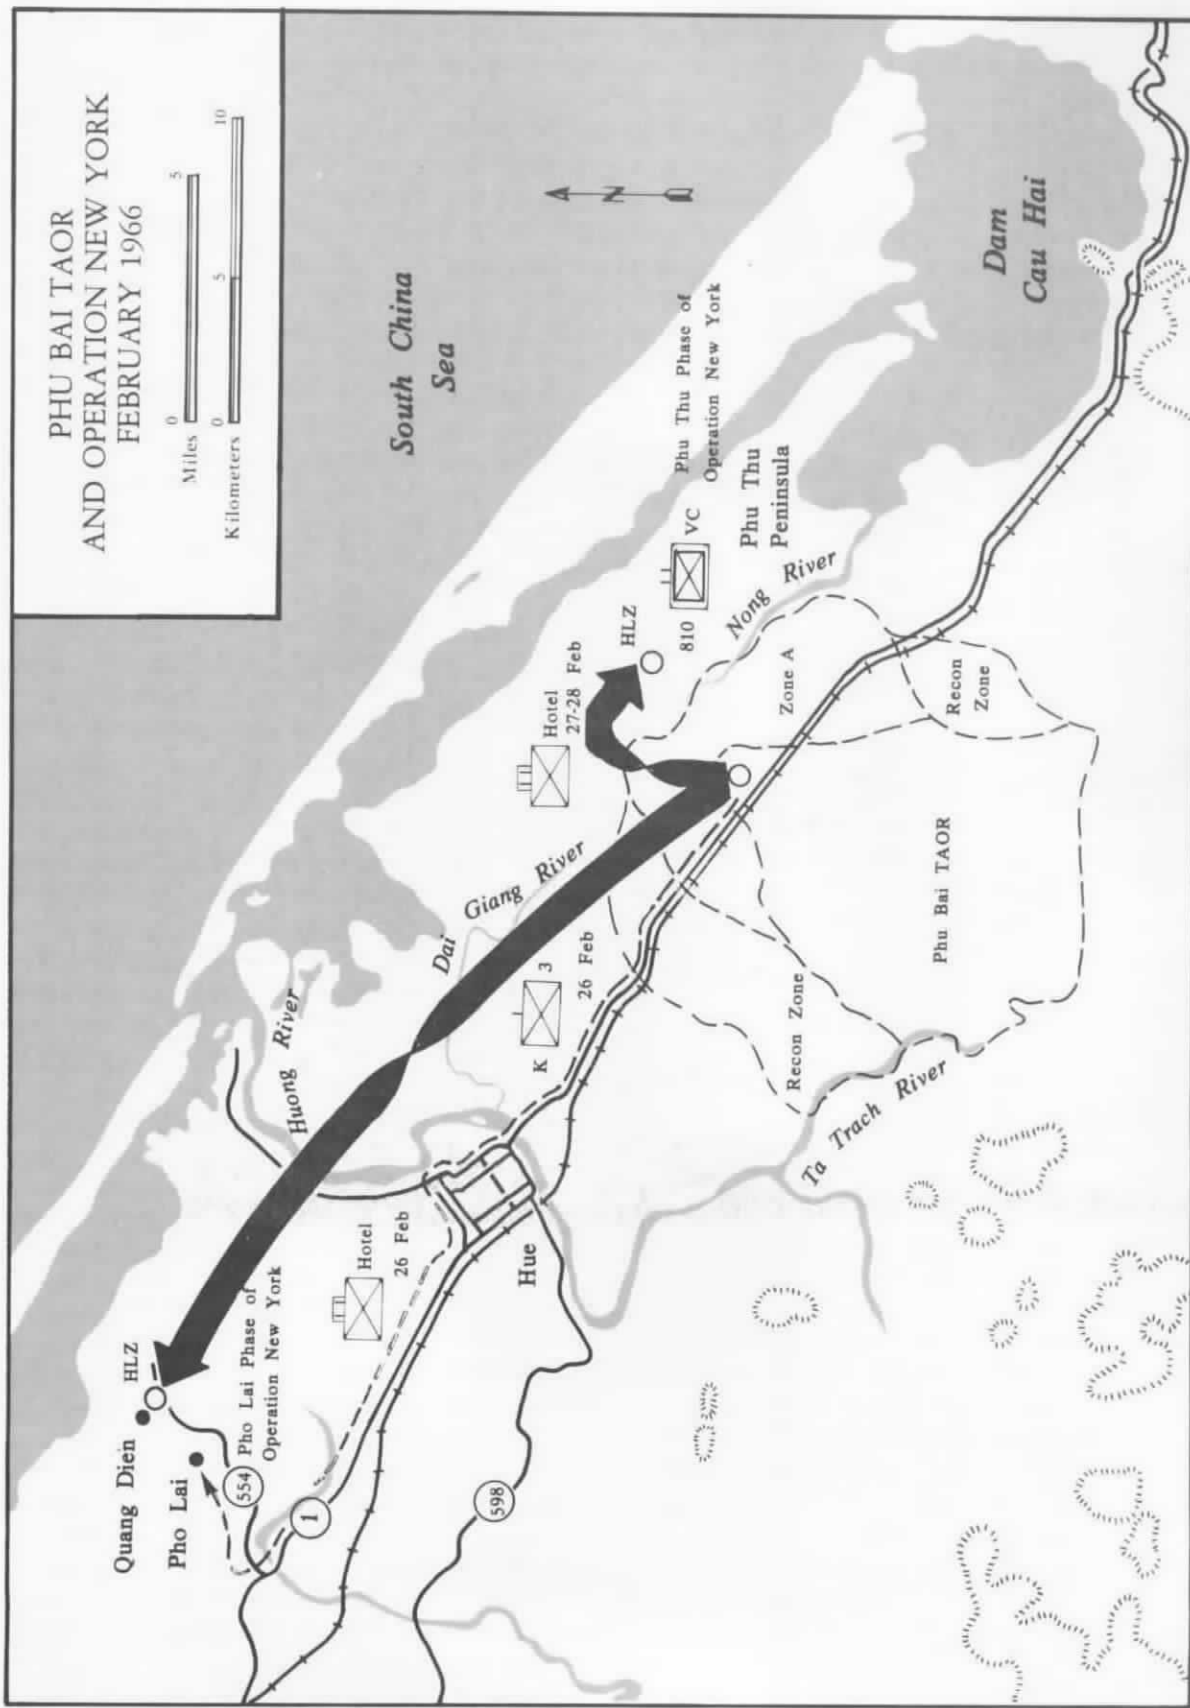 PHU BAI TAOR
AND OPERATION NEW YORK
FEBRUARY 1966
Miles 0 5
Kilometers 0 5 10
South China
Sea
N
Dam
Cau Hai
Quang Dien
HLZ
Pho Lai
554
Pho Lai Phase of
Operation New York
1
598
Hotel
26 Feb
Hue
Huong River
Dai Giang River
K 3
26 Feb
Hotel
27-28 Feb
HLZ
810 VC
Phu Thu Phase of
Operation New York
Phu Thu
Peninsula
Nong River
Zone A
Recon
Zone
Recon Zone
Phu Bai TAOR
Ta Trach River